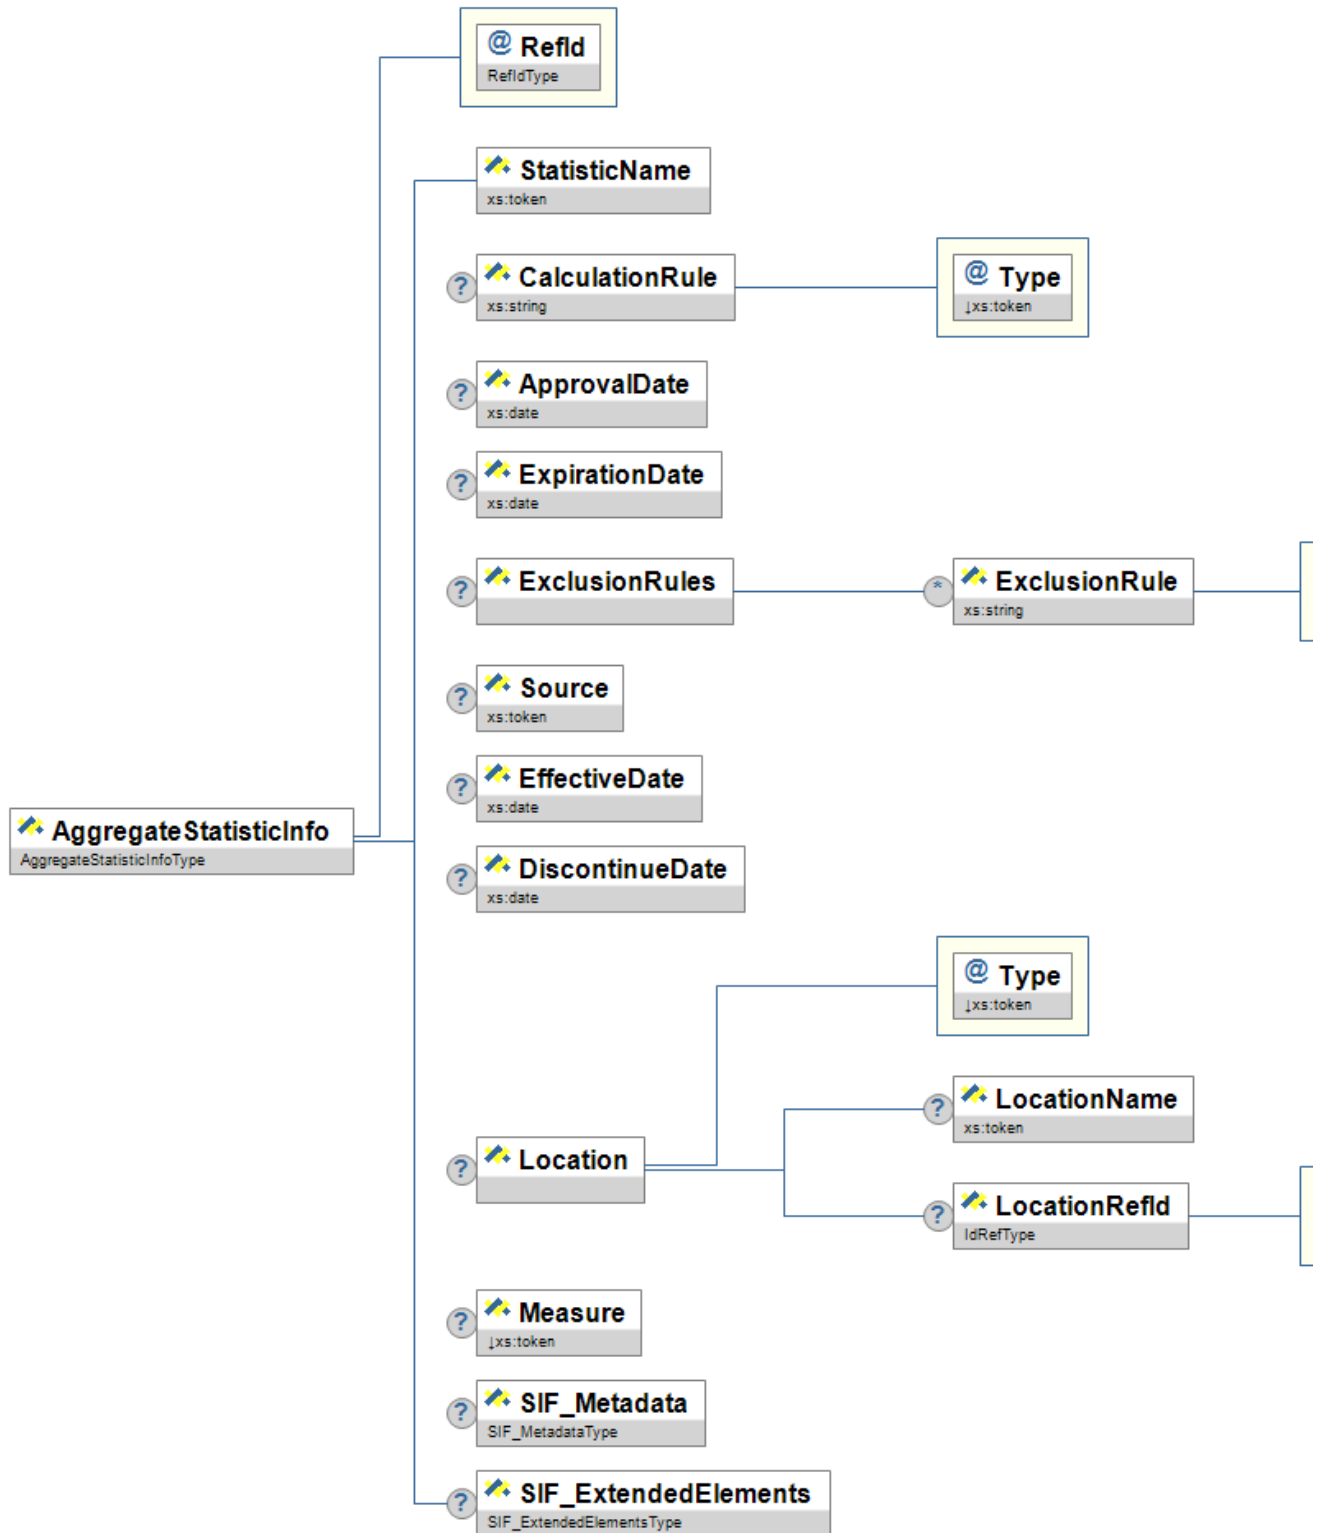 @ RefId
RefIdType
StatisticName
xs:token
? CalculationRule
xs:string
@ Type
↓xs:token
? ApprovalDate
xs:date
? ExpirationDate
xs:date
? ExclusionRules
* ExclusionRule
xs:string
? Source
xs:token
? EffectiveDate
xs:date
AggregateStatisticInfo
AggregateStatisticInfoType
? DiscontinueDate
xs:date
@ Type
↓xs:token
? LocationName
xs:token
? Location
? LocationRefId
IdRefType
? Measure
↓xs:token
? SIF_Metadata
SIF_MetadataType
? SIF_ExtendedElements
SIF_ExtendedElementsType